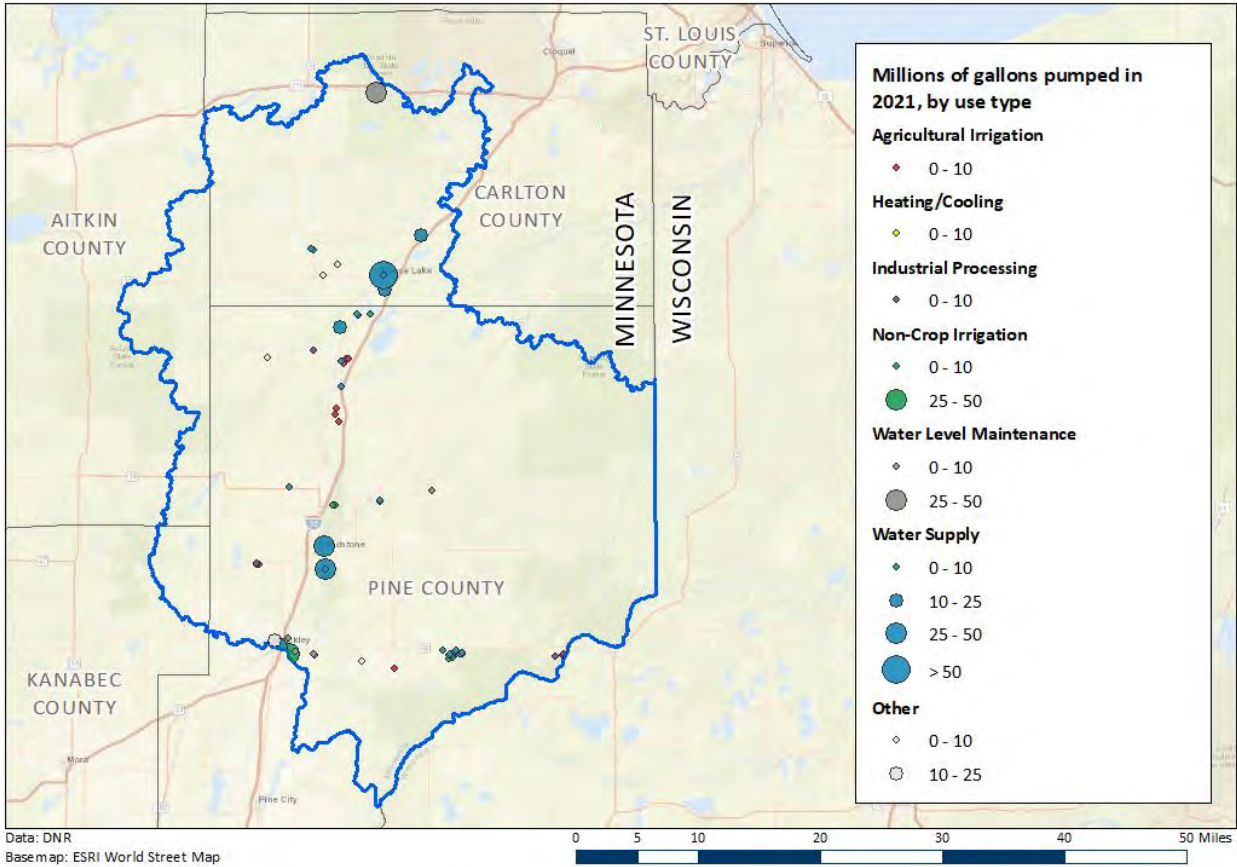 ST. LOUIS
COUNTY
Cloquet
Superior
CARLTON
COUNTY
AITKIN
COUNTY
MINNESOTA
WISCONSIN
PINE COUNTY
KANABEC
COUNTY
Mora
Pine City
Millions of gallons pumped in
2021, by use type
Agricultural Irrigation
0 - 10
Heating/Cooling
0 - 10
Industrial Processing
0 - 10
Non-Crop Irrigation
0 - 10
25 - 50
Water Level Maintenance
0 - 10
25 - 50
Water Supply
0 - 10
10 - 25
25 - 50
> 50
Other
0 - 10
10 - 25
Data: DNR
Basemap: ESRI World Street Map
0 5 10 20 30 40 50 Miles